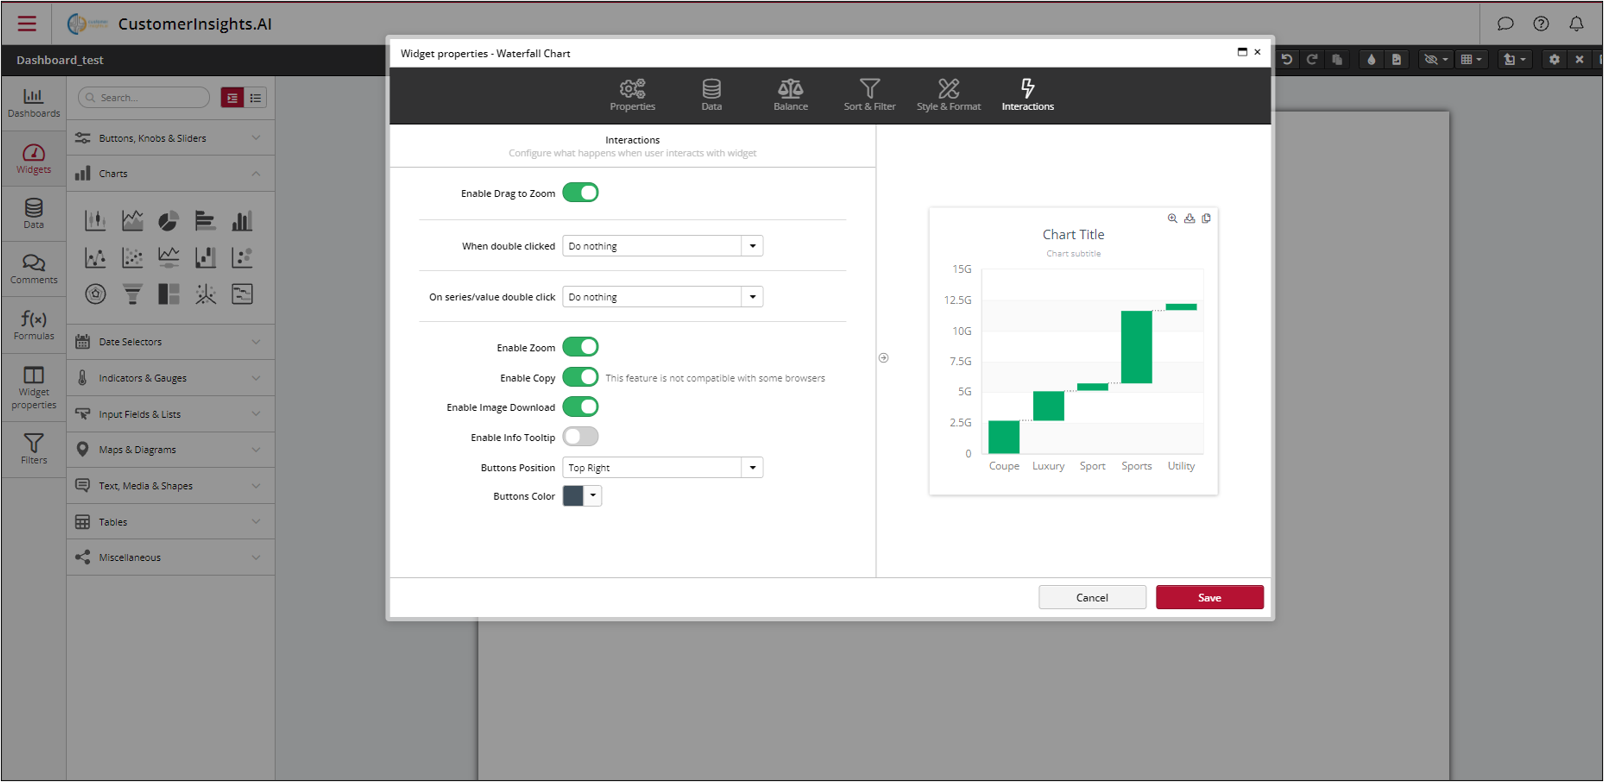 CustomerInsights.AI
Dashboard_test
Dashboards
Widgets
Data
Comments
f(x)
Formulas
Widget
properties
Filters
Search...
Buttons, Knobs & Sliders
Charts
Date Selectors
Indicators & Gauges
Input Fields & Lists
Maps & Diagrams
Text, Media & Shapes
Tables
Miscellaneous
Widget properties - Waterfall Chart
Properties
Data
Balance
Sort & Filter
Style & Format
Interactions
Interactions
Configure what happens when user interacts with widget
Enable Drag to Zoom
When double clicked
Do nothing
On series/value double click
Do nothing
Enable Zoom
Enable Copy
This feature is not compatible with some browsers
Enable Image Download
Enable Info Tooltip
Buttons Position
Top Right
Buttons Color
Chart Title
Chart subtitle
15G
12.5G
10G
7.5G
5G
2.5G
0
Coupe
Luxury
Sport
Sports
Utility
Cancel
Save